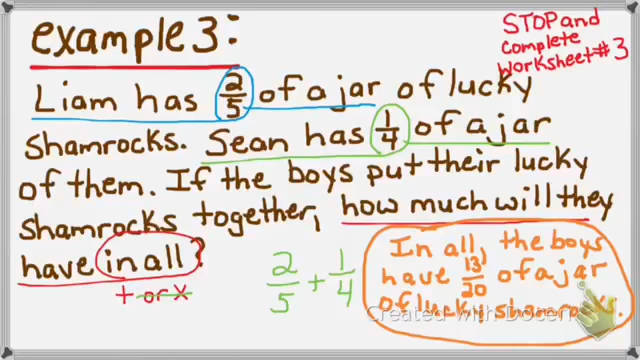 example 3:
STOP and
Complete
Worksheet #3
Liam has 2/5 of a jar of lucky
shamrocks. Sean has 1/4 of a jar
of them. If the boys put their lucky
shamrocks together, how much will they
have in all?
+ or x
2/5 + 1/4
In all, the boys
have 13/20 of a jar
of lucky shamrocks.
Created with Docen